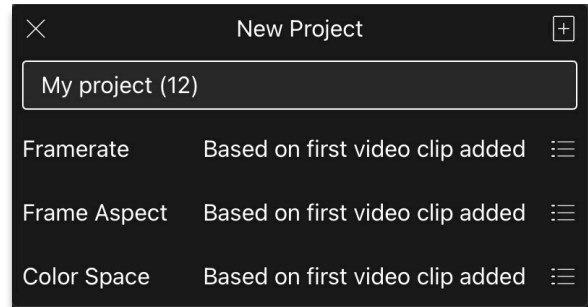 New Project
My project (12)
Framerate Based on first video clip added
Frame Aspect Based on first video clip added
Color Space Based on first video clip added